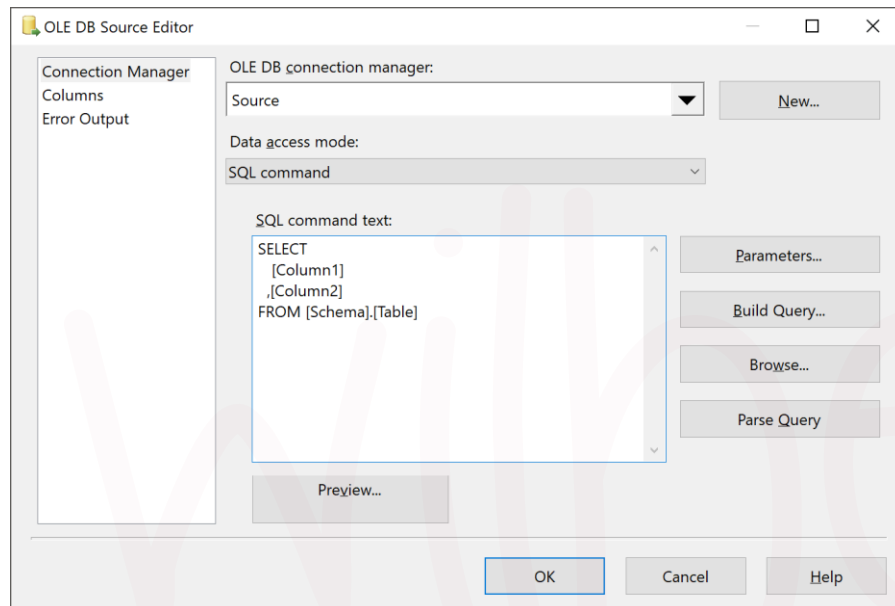 OLE DB Source Editor
Connection Manager
Columns
Error Output
OLE DB connection manager:
Source
New...
Data access mode:
SQL command
SQL command text:
SELECT
[Column1]
,[Column2]
FROM [Schema].[Table]
Parameters...
Build Query...
Browse...
Parse Query
Preview...
OK
Cancel
Help